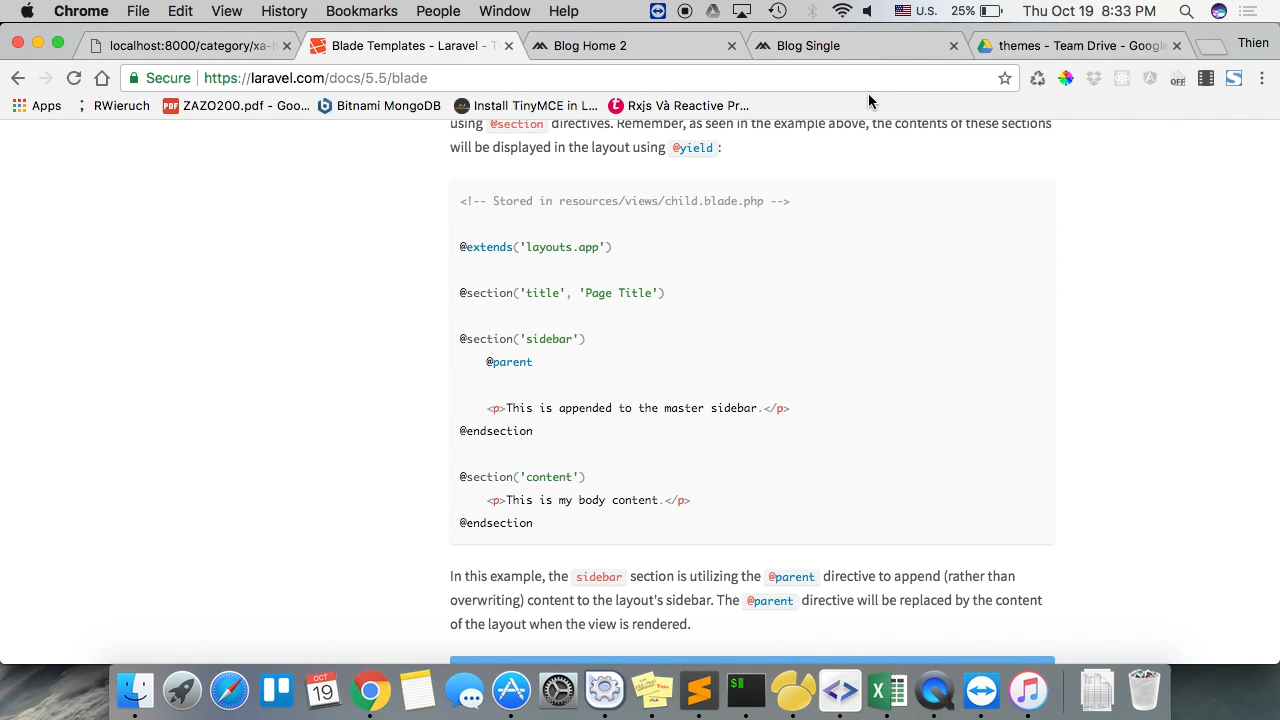 Chrome File Edit View History Bookmarks People Window Help U.S. 25% Thu Oct 19 8:33 PM
localhost:8000/category/xa-h
Blade Templates - Laravel - T
Blog Home 2
Blog Single
themes - Team Drive - Google
Thien
Secure https://laravel.com/docs/5.5/blade
OFF
Apps RWieruch ZAZO200.pdf - Goo... Bitnami MongoDB Install TinyMCE in L... Rxjs Và Reactive Pr...
using @section directives. Remember, as seen in the example above, the contents of these sections
will be displayed in the layout using @yield :
<!-- Stored in resources/views/child.blade.php -->
@extends('layouts.app')
@section('title', 'Page Title')
@section('sidebar')
@parent
<p>This is appended to the master sidebar.</p>
@endsection
@section('content')
<p>This is my body content.</p>
@endsection
In this example, the sidebar section is utilizing the @parent directive to append (rather than
overwriting) content to the layout's sidebar. The @parent directive will be replaced by the content
of the layout when the view is rendered.
OCT
19